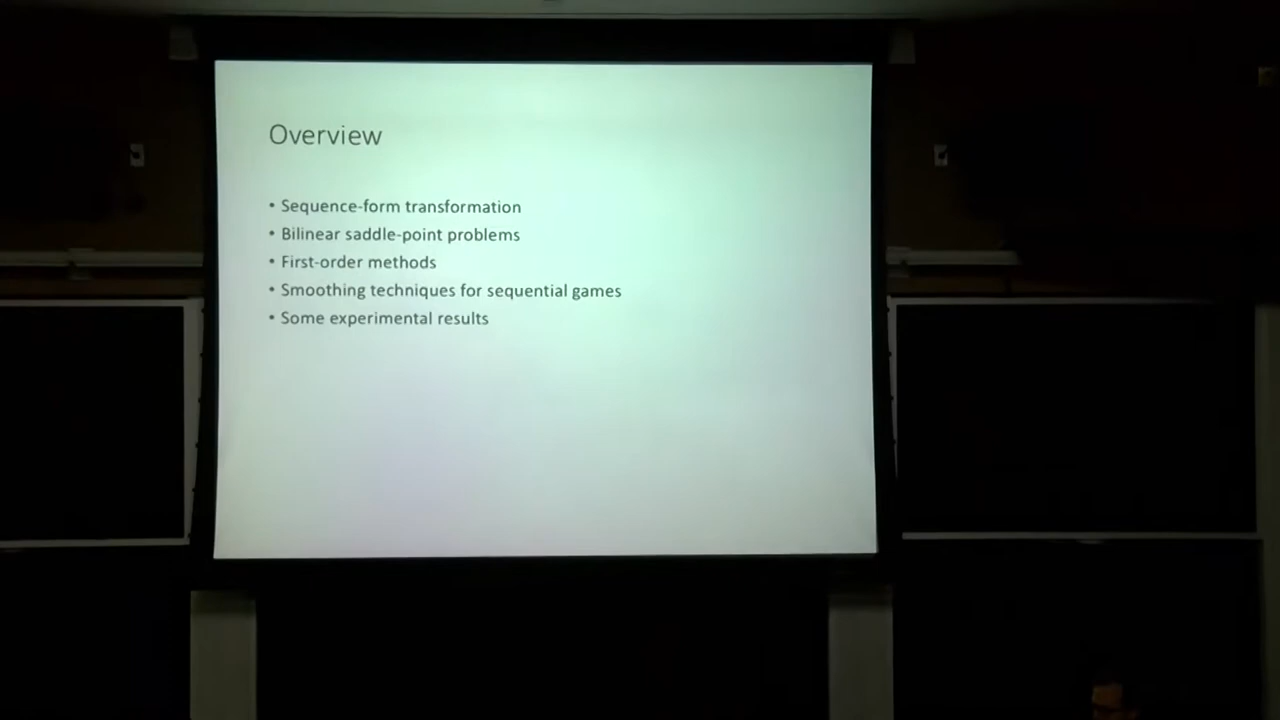 Overview
• Sequence-form transformation
• Bilinear saddle-point problems
• First-order methods
• Smoothing techniques for sequential games
• Some experimental results